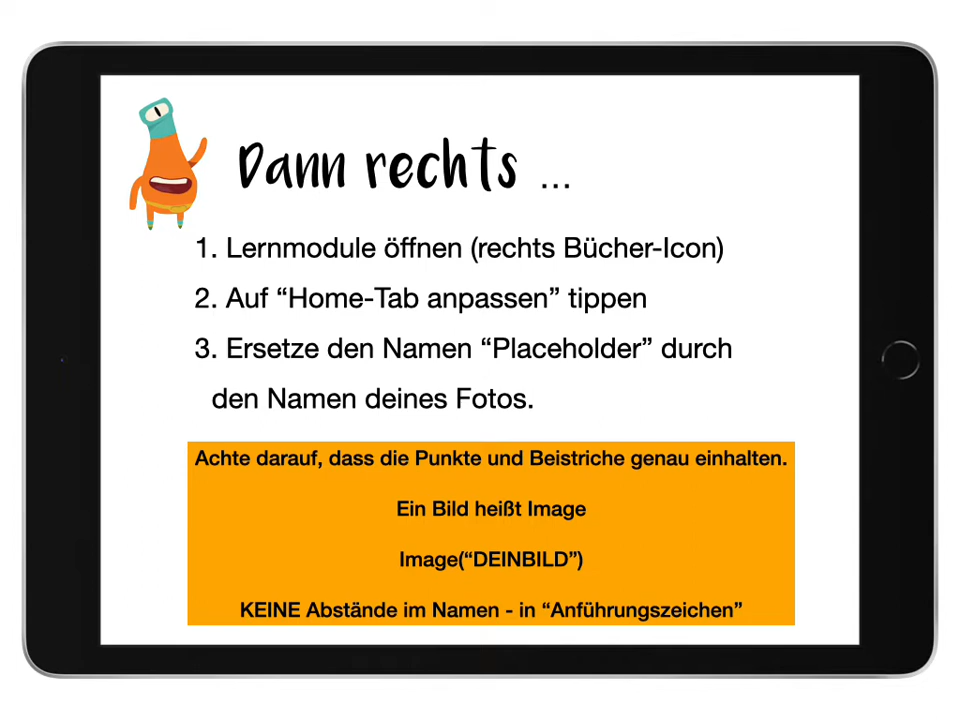 Dann rechts ...
1. Lernmodule öffnen (rechts Bücher-Icon)
2. Auf “Home-Tab anpassen” tippen
3. Ersetze den Namen “Placeholder” durch
den Namen deines Fotos.
Achte darauf, dass die Punkte und Beistriche genau einhalten.
Ein Bild heißt Image
Image(“DEINBILD”)
KEINE Abstände im Namen - in “Anführungszeichen”